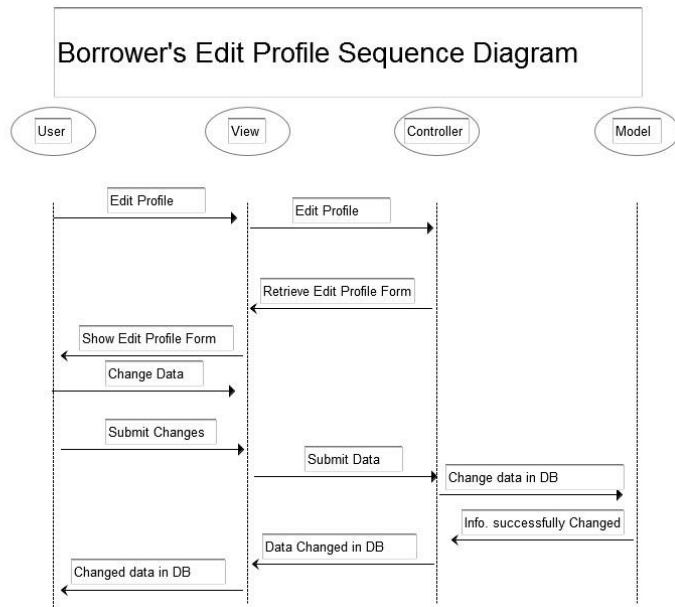 Borrower's Edit Profile Sequence Diagram
User
View
Controller
Model
Edit Profile
Edit Profile
Retrieve Edit Profile Form
Show Edit Profile Form
Change Data
Submit Changes
Submit Data
Change data in DB
Info. successfully Changed
Data Changed in DB
Changed data in DB